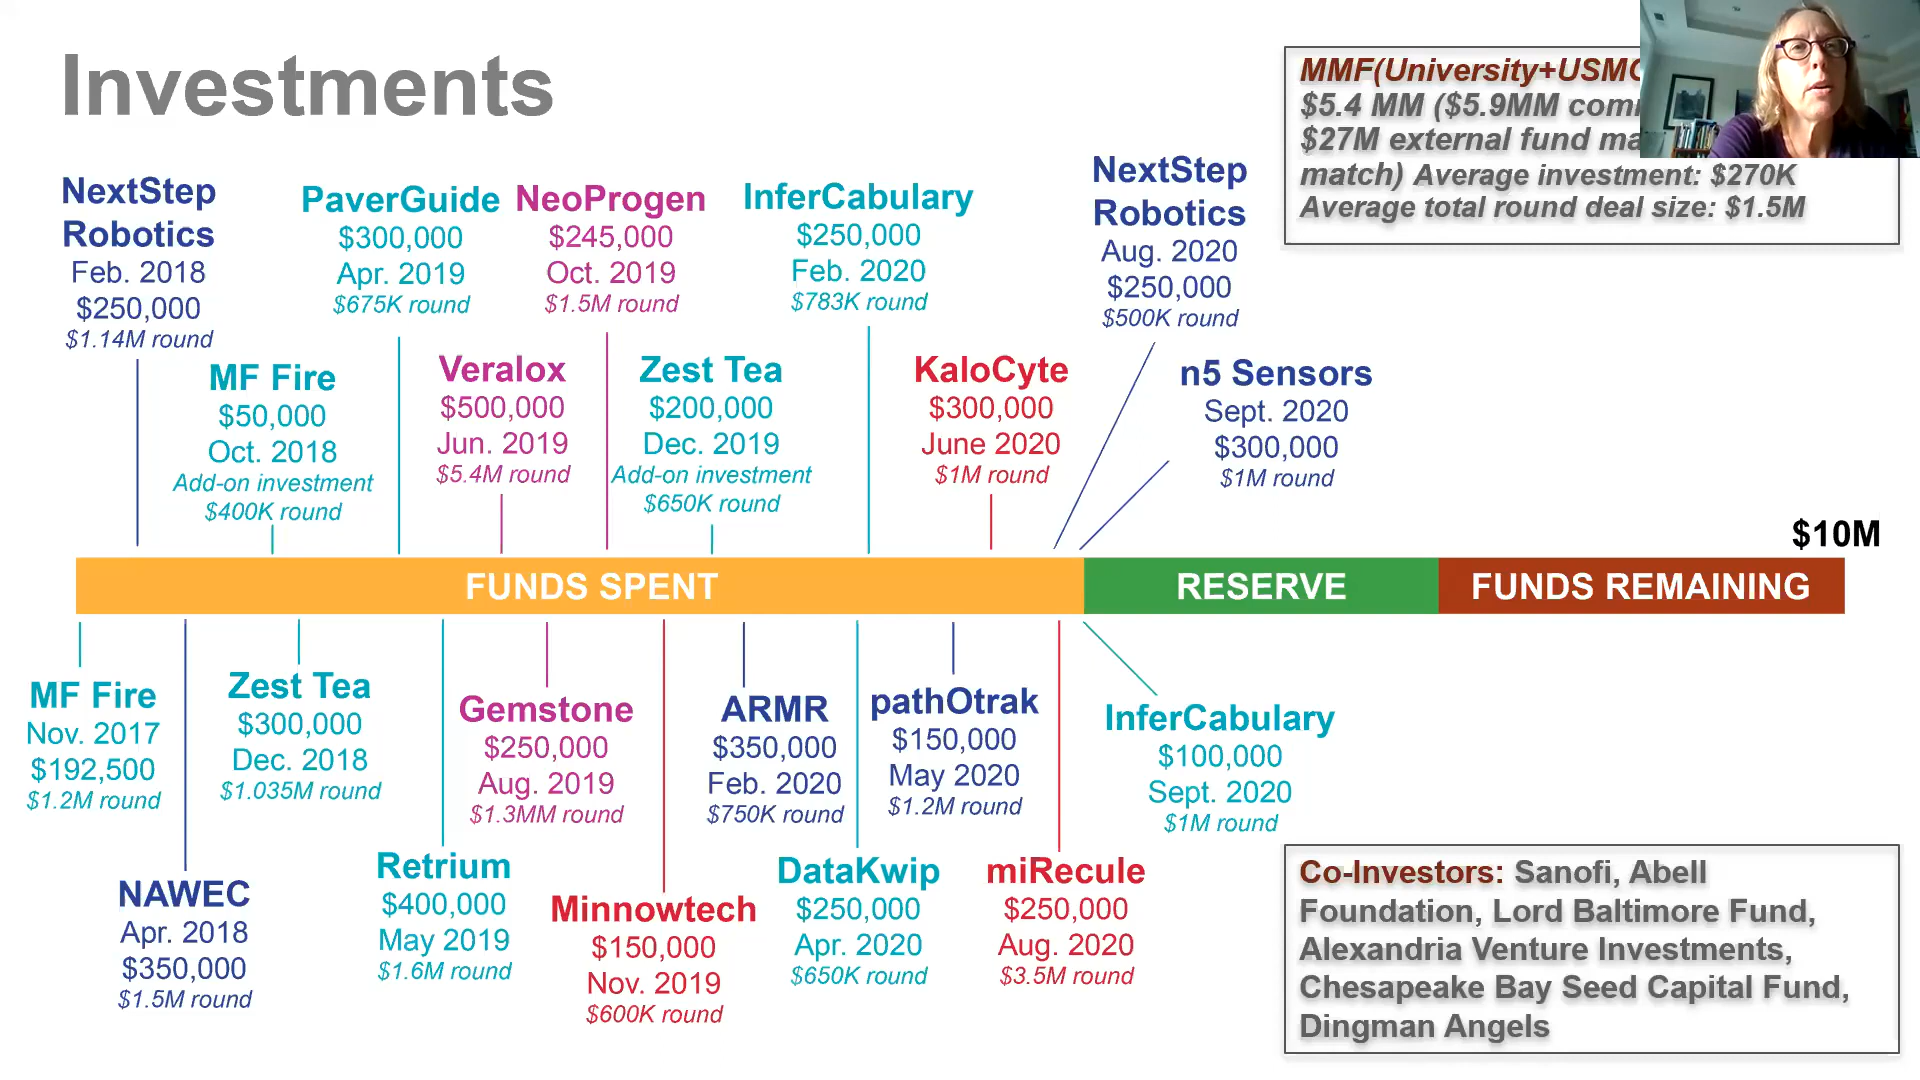 Investments
MMF(University+USM
$5.4 MM ($5.9MM com
$27M external fund ma
match) Average investment: $270K
Average total round deal size: $1.5M
NextStep
Robotics
Feb. 2018
$250,000
$1.14M round
MF Fire
$50,000
Oct. 2018
Add-on investment
$400K round
PaverGuide
$300,000
Apr. 2019
$675K round
Veralox
$500,000
Jun. 2019
$5.4M round
NeoProgen
$245,000
Oct. 2019
$1.5M round
Zest Tea
$200,000
Dec. 2019
Add-on investment
$650K round
InferCabulary
$250,000
Feb. 2020
$783K round
KaloCyte
$300,000
June 2020
$1M round
NextStep
Robotics
Aug. 2020
$250,000
$500K round
n5 Sensors
Sept. 2020
$300,000
$1M round
$10M
FUNDS SPENT
RESERVE
FUNDS REMAINING
MF Fire
Nov. 2017
$192,500
$1.2M round
NAWEC
Apr. 2018
$350,000
$1.5M round
Zest Tea
$300,000
Dec. 2018
$1.035M round
Retrium
$400,000
May 2019
$1.6M round
Gemstone
$250,000
Aug. 2019
$1.3MM round
Minnowtech
$150,000
Nov. 2019
$600K round
ARMR
$350,000
Feb. 2020
$750K round
DataKwip
$250,000
Apr. 2020
$650K round
pathOtrak
$150,000
May 2020
$1.2M round
miRecule
$250,000
Aug. 2020
$3.5M round
InferCabulary
$100,000
Sept. 2020
$1M round
Co-Investors: Sanofi, Abell
Foundation, Lord Baltimore Fund,
Alexandria Venture Investments,
Chesapeake Bay Seed Capital Fund,
Dingman Angels